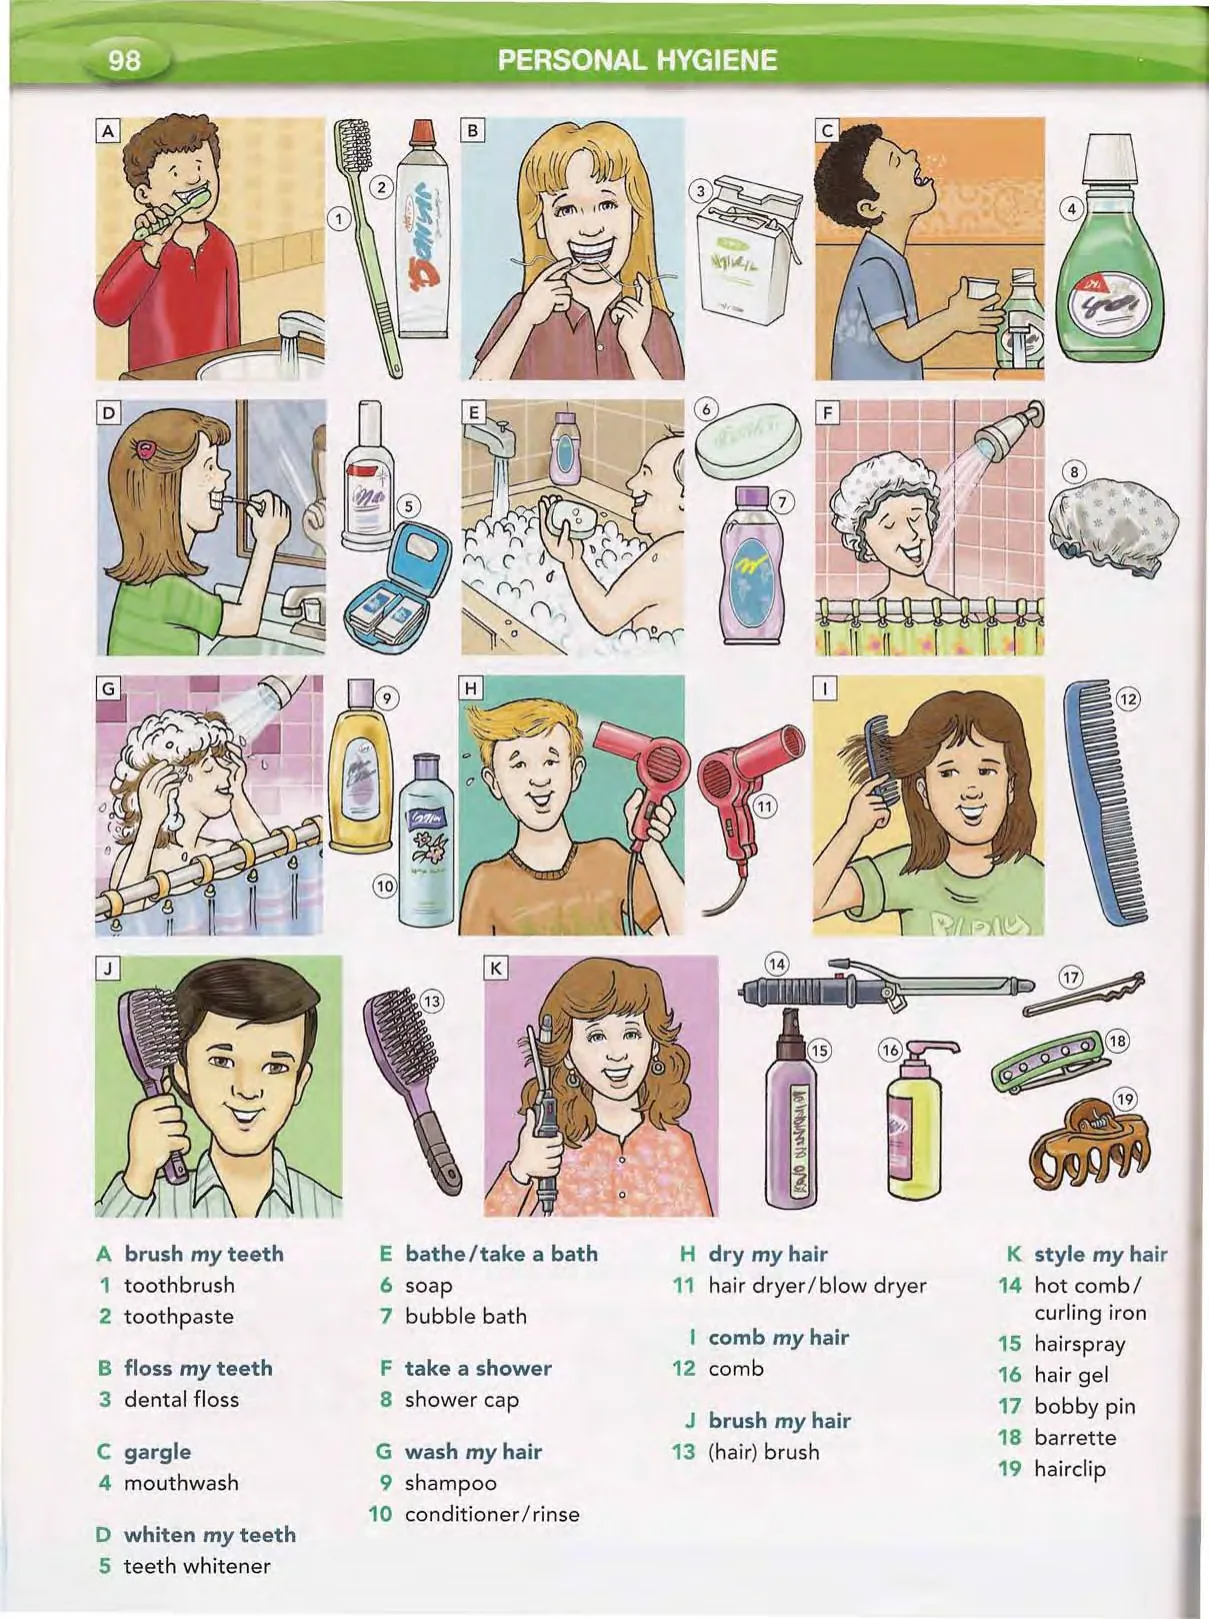 98
PERSONAL HYGIENE
A
1
2
B
3
C
4
D
5
E
6
7
F
8
G
9
10
H
11
I
12
J
13
K
14
15
16
17
18
19
A brush my teeth
1 toothbrush
2 toothpaste
B floss my teeth
3 dental floss
C gargle
4 mouthwash
D whiten my teeth
5 teeth whitener
E bathe/take a bath
6 soap
7 bubble bath
F take a shower
8 shower cap
G wash my hair
9 shampoo
10 conditioner/rinse
H dry my hair
11 hair dryer/blow dryer
I comb my hair
12 comb
J brush my hair
13 (hair) brush
K style my hair
14 hot comb/
curling iron
15 hairspray
16 hair gel
17 bobby pin
18 barrette
19 hairclip